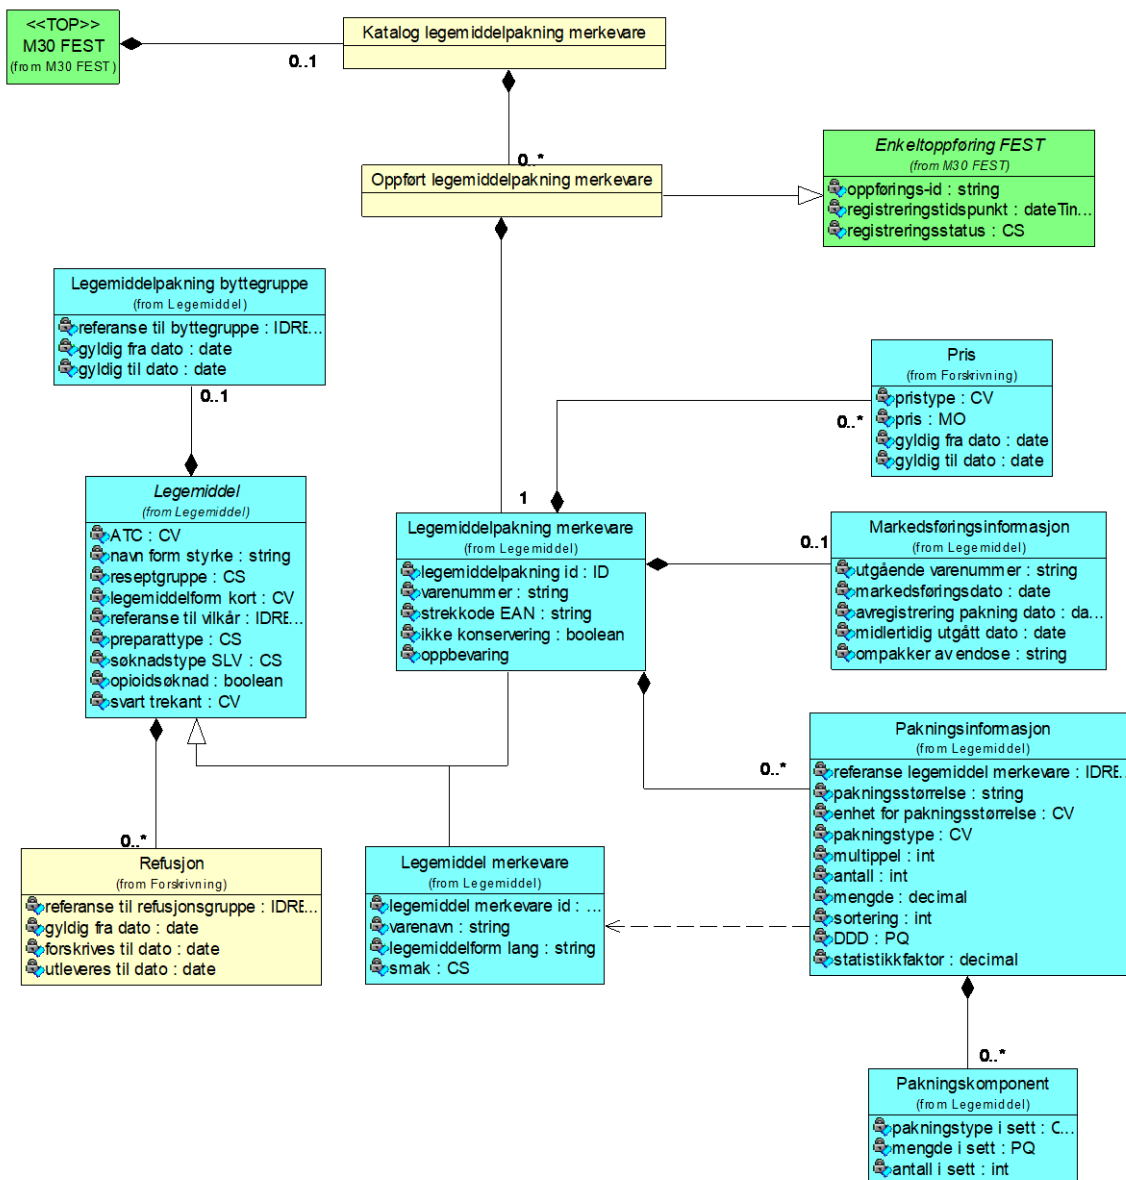 <<TOP>>
M30 FEST
(from M30 FEST)
0..1
Katalog legemiddelpakning merkevare
0..*
Oppført legemiddelpakning merkevare
Enkeltoppføring FEST
(from M30 FEST)
oppførings-id : string
registreringstidspunkt : dateTin...
registreringsstatus : CS
Legemiddelpakning byttegruppe
(from Legemiddel)
referanse til byttegruppe : IDRE...
gyldig fra dato : date
gyldig til dato : date
0..1
Pris
(from Forskrivning)
pristype : CV
pris : MO
gyldig fra dato : date
gyldig til dato : date
0..*
Legemiddel
(from Legemiddel)
ATC : CV
navn form styrke : string
reseptgruppe : CS
legemiddelform kort : CV
referanse til vilkår : IDRE...
preparattype : CS
søknadstype SLV : CS
opioidsøknad : boolean
svart trekant : CV
1
Legemiddelpakning merkevare
(from Legemiddel)
legemiddelpakning id : ID
varenummer : string
strekkode EAN : string
ikke konservering : boolean
oppbevaring
0..1
Markedsføringsinformasjon
(from Legemiddel)
utgående varenummer : string
markedsføringsdato : date
avregistrering pakning dato : da...
midlertidig utgått dato : date
ompakker av endose : string
0..*
Pakningsinformasjon
(from Legemiddel)
referanse legemiddel merkevare : IDRE..
pakningsstørrelse : string
enhet for pakningsstørrelse : CV
pakningstype : CV
multippel : int
antall : int
mengde : decimal
sortering : int
DDD : PQ
statistikkfaktor : decimal
0..*
Refusjon
(from Forskrivning)
referanse til refusjonsgruppe : IDRE...
gyldig fra dato : date
forskrives til dato : date
utleveres til dato : date
Legemiddel merkevare
(from Legemiddel)
legemiddel merkevare id : ...
varenavn : string
legemiddelform lang : string
smak : CS
0..*
Pakningskomponent
(from Legemiddel)
pakningstype i sett : C...
mengde i sett : PQ
antall i sett : int